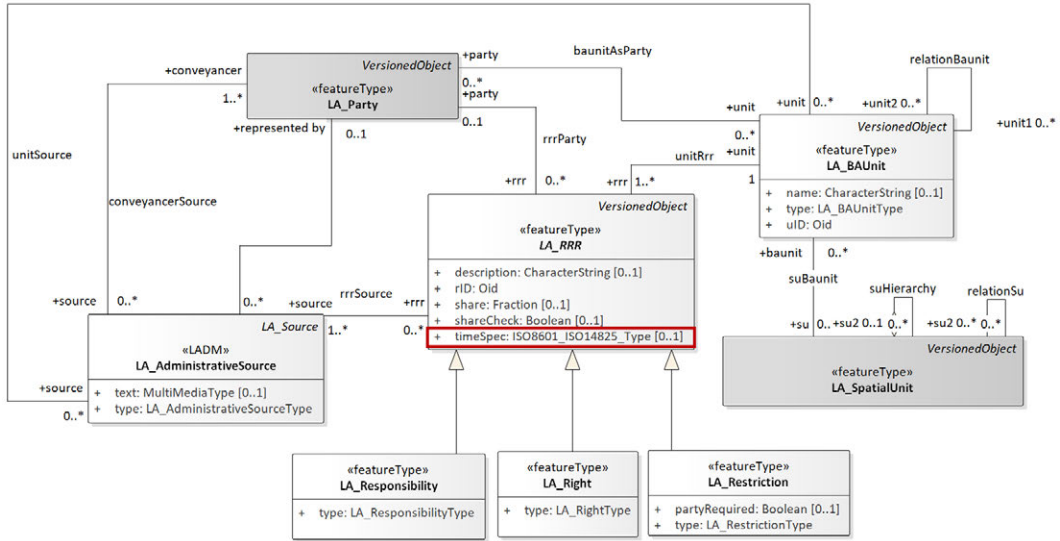 relationBaunit
+party
baunitAsParty
VersionedObject
«featureType»
LA_Party
+conveyancer
1..*
0..*
+party
0..1
+represented by
0..1
+unit
0..*
+unit
0..*
+unit2 0..*
+unit1 0..*
VersionedObject
«featureType»
LA_BAUnit
+ name: CharacterString [0..1]
+ type: LA_BAUnitType
+ uID: Oid
unitSource
rrrParty
unitRrr
+unit
1
conveyancerSource
+rrr
0..*
+rrr
1..*
VersionedObject
«featureType»
LA_RRR
+ description: CharacterString [0..1]
+ rID: Oid
+ share: Fraction [0..1]
+ shareCheck: Boolean [0..1]
+ timeSpec: ISO8601_ISO14825_Type [0..1]
+baunit
0..*
suBaunit
suHierarchy
relationSu
+su
0..
+su2 0..1
0..*
+su2 0..*
0..*
VersionedObject
«featureType»
LA_SpatialUnit
+source
0..*
0..*
+source
rrrSource
+rrr
1..*
0..*
LA_Source
«LADM»
LA_AdministrativeSource
+ text: MultiMediaType [0..1]
+ type: LA_AdministrativeSourceType
+source
0..*
«featureType»
LA_Responsibility
+ type: LA_ResponsibilityType
«featureType»
LA_Right
+ type: LA_RightType
«featureType»
LA_Restriction
+ partyRequired: Boolean [0..1]
+ type: LA_RestrictionType